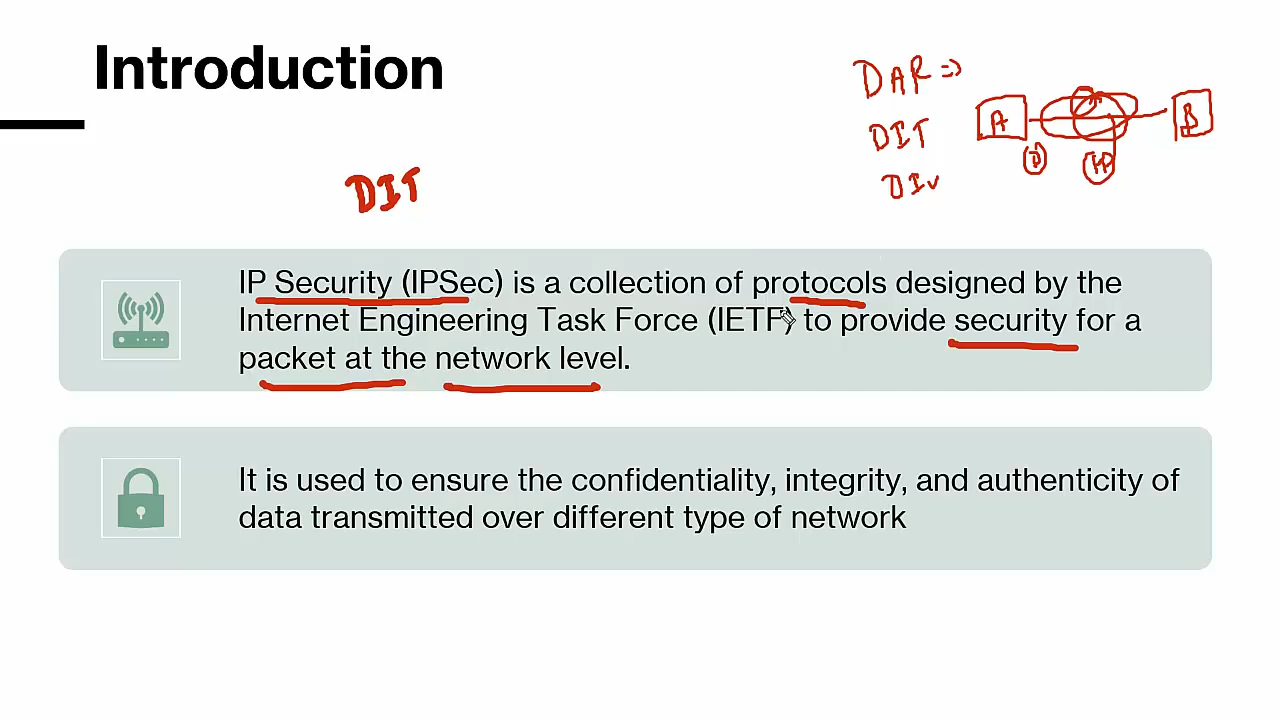 Introduction
DAR =>
A
B
DIT
DIT
IP Security (IPSec) is a collection of protocols designed by the
Internet Engineering Task Force (IETF) to provide security for a
packet at the network level.
It is used to ensure the confidentiality, integrity, and authenticity of
data transmitted over different type of network